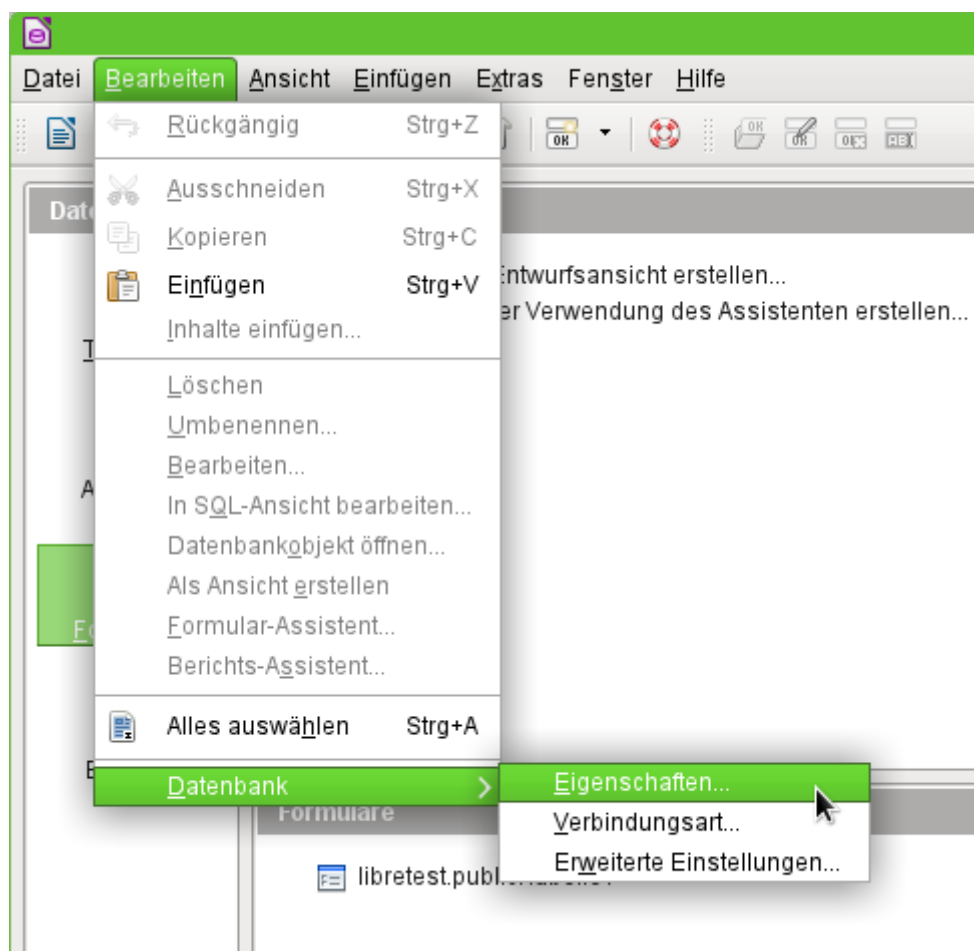 Datei Bearbeiten Ansicht Einfügen Extras Fenster Hilfe
Rückgängig Strg+Z
Ausschneiden Strg+X
Kopieren Strg+C
Einfügen Strg+V
Inhalte einfügen...
Löschen
Umbenennen...
Bearbeiten...
In SQL-Ansicht bearbeiten...
Datenbankobjekt öffnen...
Als Ansicht erstellen
Formular-Assistent...
Berichts-Assistent...
Alles auswählen Strg+A
Datenbank
Eigenschaften...
Verbindungsart...
Erweiterte Einstellungen...
Entwurfsansicht erstellen...
er Verwendung des Assistenten erstellen...
Formulare